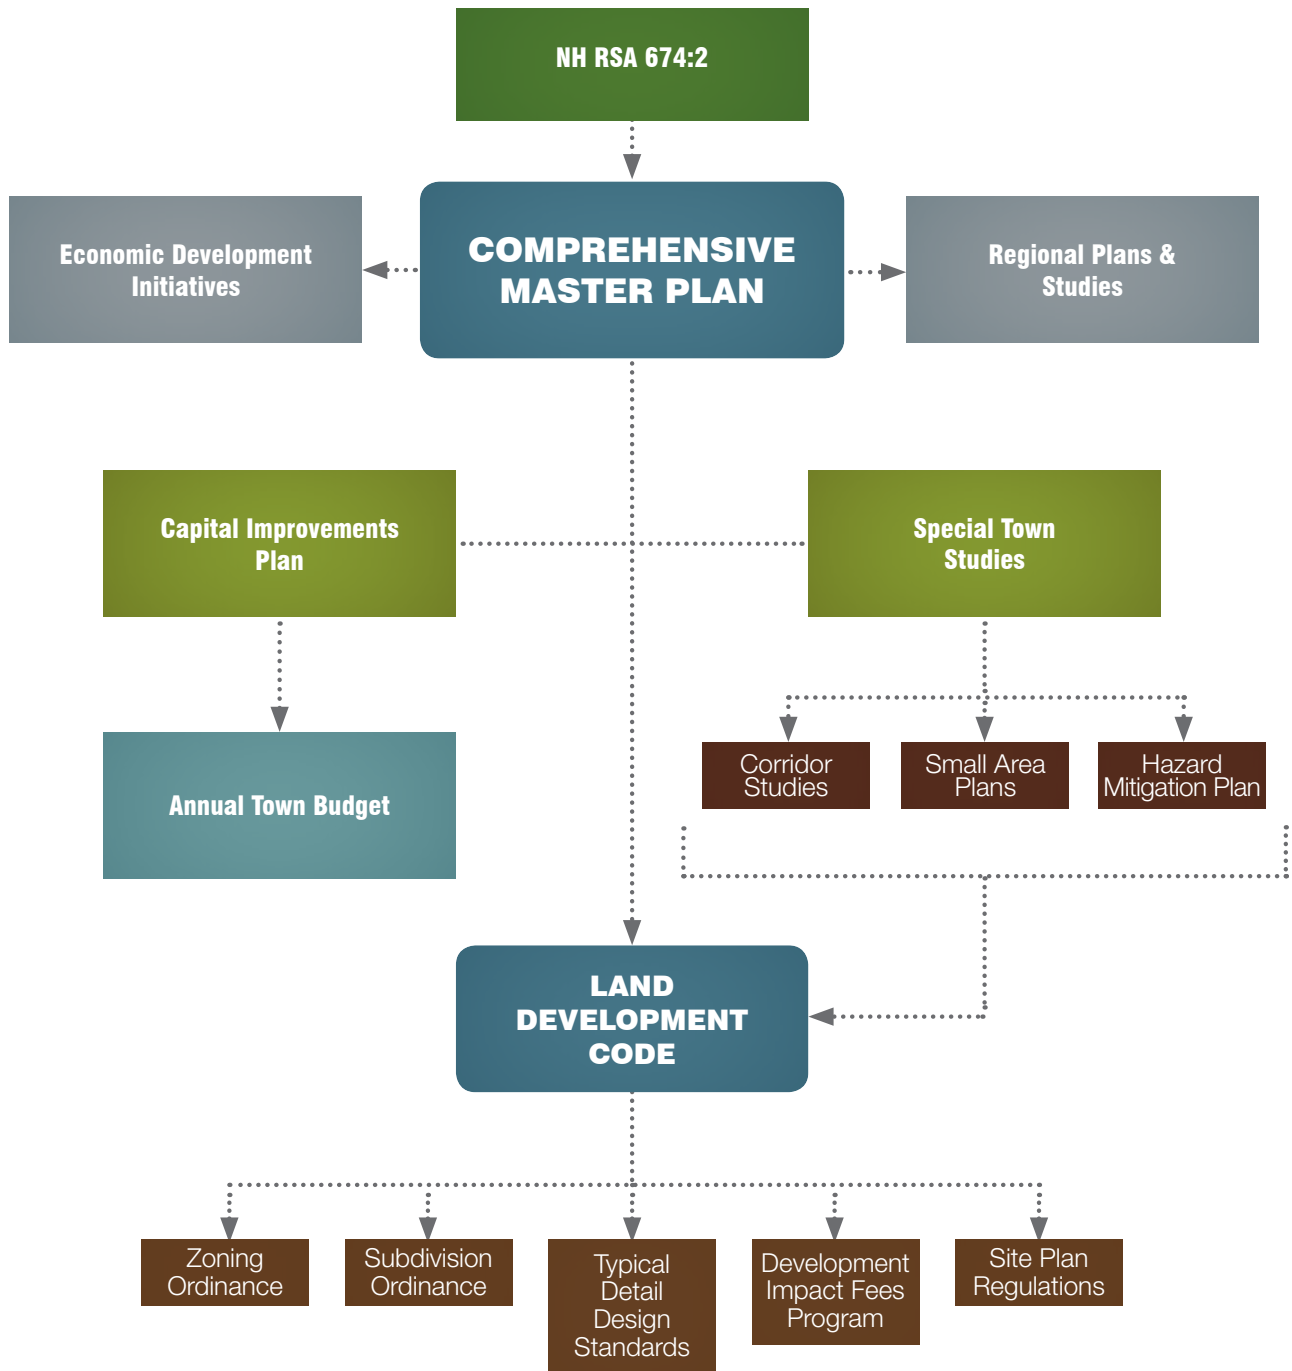 NH RSA 674:2
COMPREHENSIVE
MASTER PLAN
Economic Development
Initiatives
Regional Plans &
Studies
Capital Improvements
Plan
Special Town
Studies
Annual Town Budget
Corridor
Studies
Small Area
Plans
Hazard
Mitigation Plan
LAND
DEVELOPMENT
CODE
Zoning
Ordinance
Subdivision
Ordinance
Typical
Detail
Design
Standards
Development
Impact Fees
Program
Site Plan
Regulations